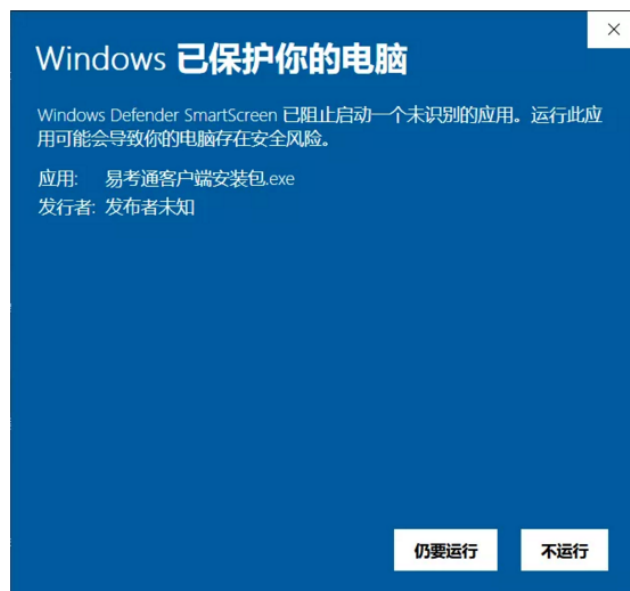 Windows 已保护你的电脑
Windows Defender SmartScreen 已阻止启动一个未识别的应用。运行此应
用可能会导致你的电脑存在安全风险。
应用: 易考通客户端安装包.exe
发行者: 发布者未知
仍要运行 不运行